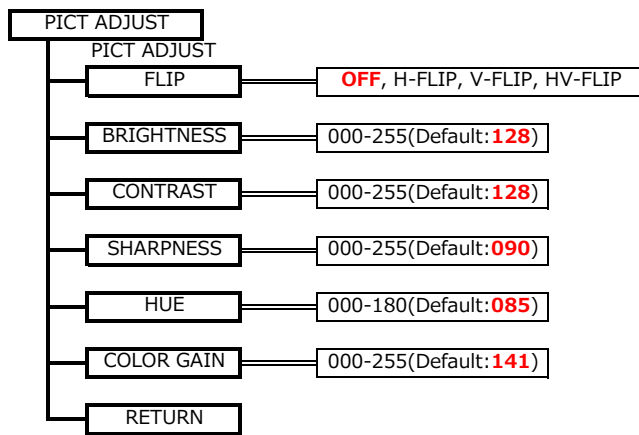 PICT ADJUST
PICT ADJUST
FLIP OFF, H-FLIP, V-FLIP, HV-FLIP
BRIGHTNESS 000-255(Default:128)
CONTRAST 000-255(Default:128)
SHARPNESS 000-255(Default:090)
HUE 000-180(Default:085)
COLOR GAIN 000-255(Default:141)
RETURN